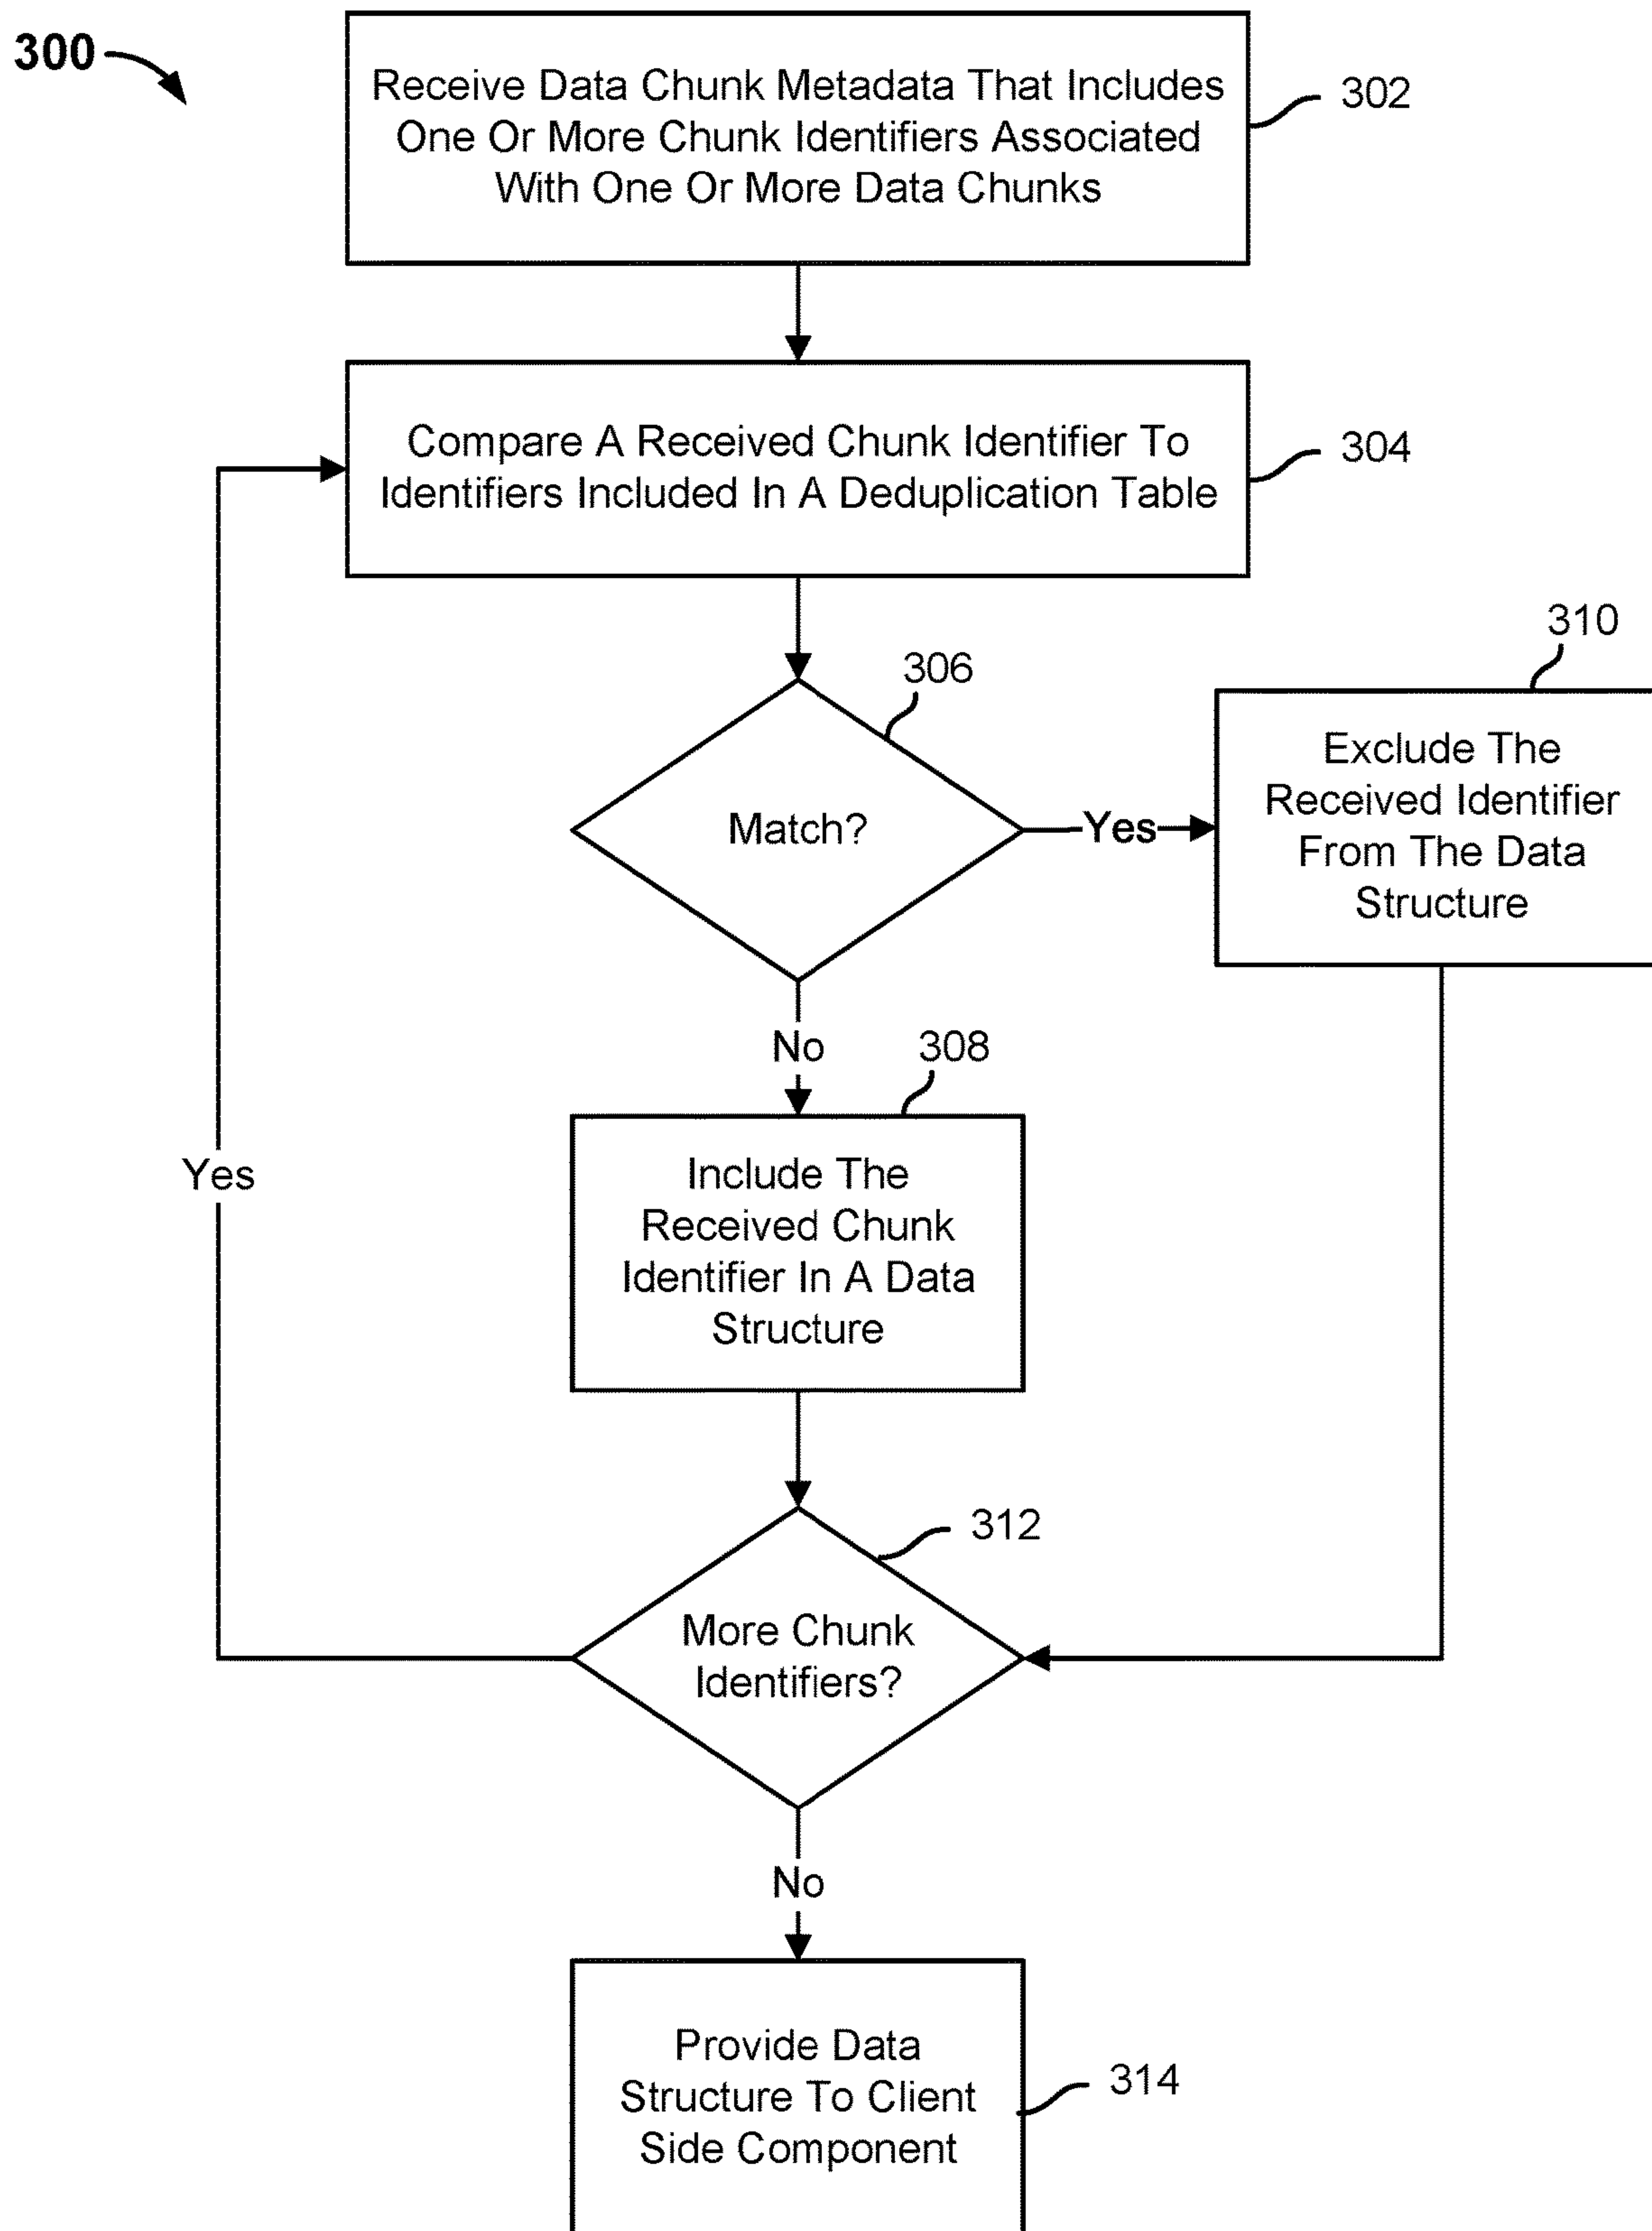 300
Receive Data Chunk Metadata That Includes
One Or More Chunk Identifiers Associated
With One Or More Data Chunks
302
Compare A Received Chunk Identifier To
Identifiers Included In A Deduplication Table
304
306
Match?
Yes
310
Exclude The
Received Identifier
From The Data
Structure
No
308
Include The
Received Chunk
Identifier In A Data
Structure
Yes
312
More Chunk
Identifiers?
No
Provide Data
Structure To Client
Side Component
314